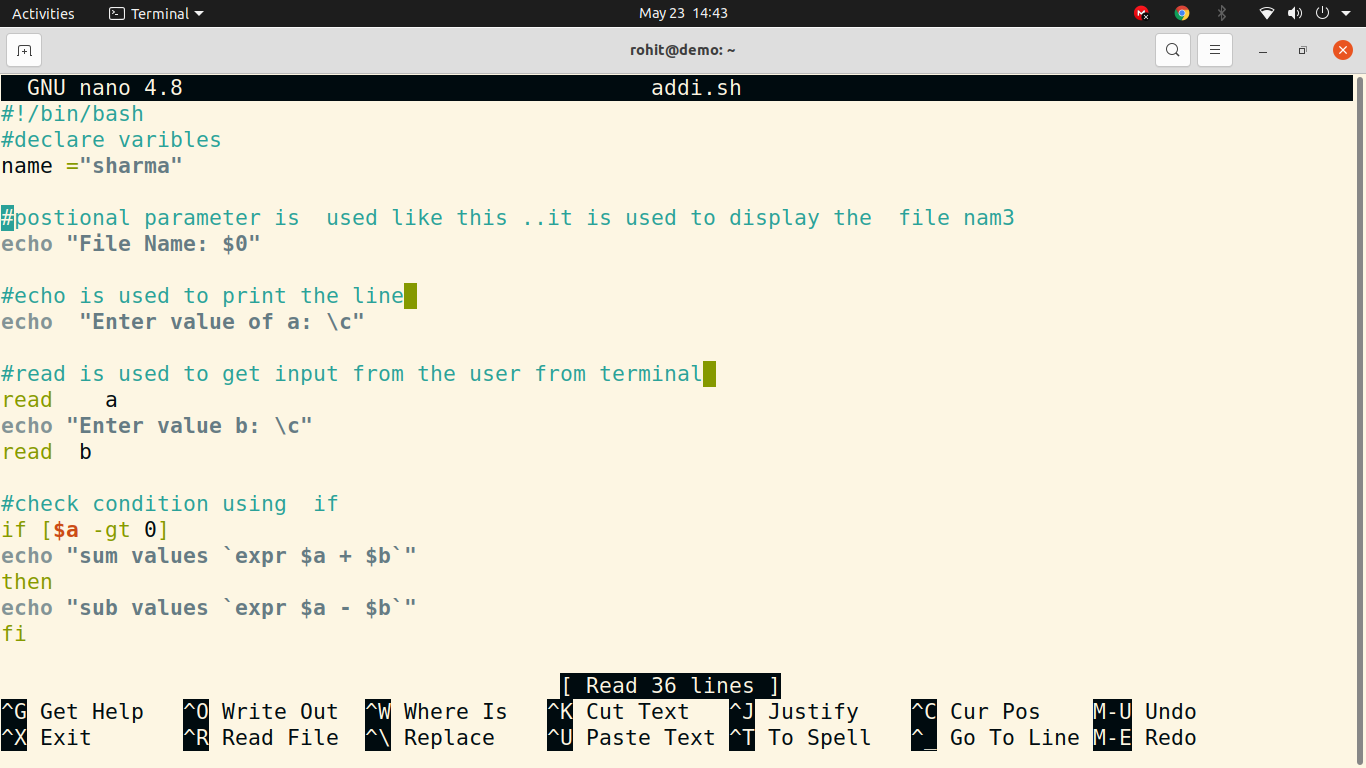 Activities Terminal May 23 14:43
rohit@demo: ~
GNU nano 4.8 addi.sh
#!/bin/bash
#declare varibles
name ="sharma"
#postional parameter is  used like this ..it is used to display the  file nam3
echo "File Name: $0"
#echo is used to print the line
echo  "Enter value of a: \c"
#read is used to get input from the user from terminal
read    a
echo "Enter value b: \c"
read  b
#check condition using  if
if [$a -gt 0]
echo "sum values `expr $a + $b`"
then
echo "sub values `expr $a - $b`"
fi
[ Read 36 lines ]
^G Get Help ^O Write Out ^W Where Is ^K Cut Text ^J Justify ^C Cur Pos M-U Undo
^X Exit ^R Read File ^\ Replace ^U Paste Text ^T To Spell ^_ Go To Line M-E Redo